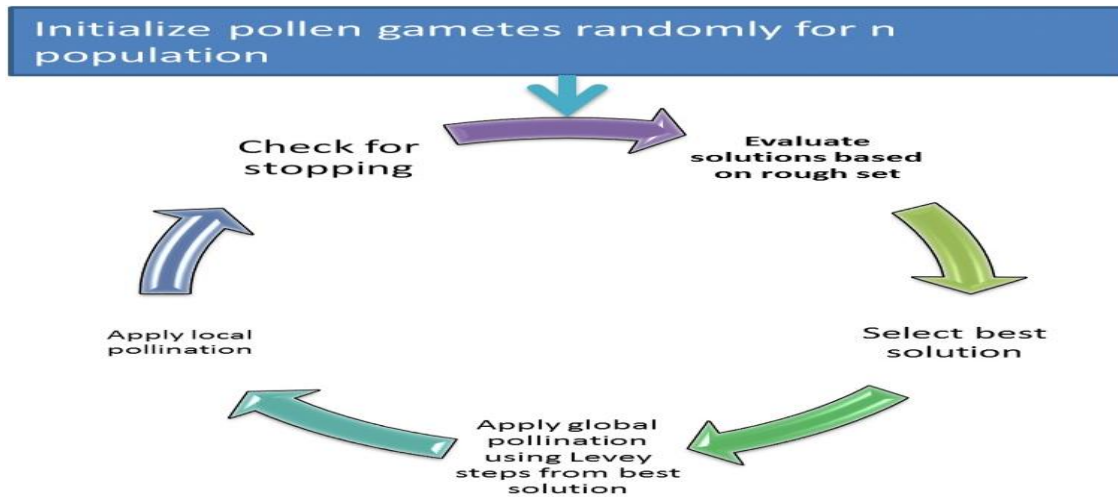 Initialize pollen gametes randomly for n
population
Check for
stopping
Evaluate
solutions based
on rough set
Select best
solution
Apply global
pollination
using Levey
steps from best
solution
Apply local
pollination